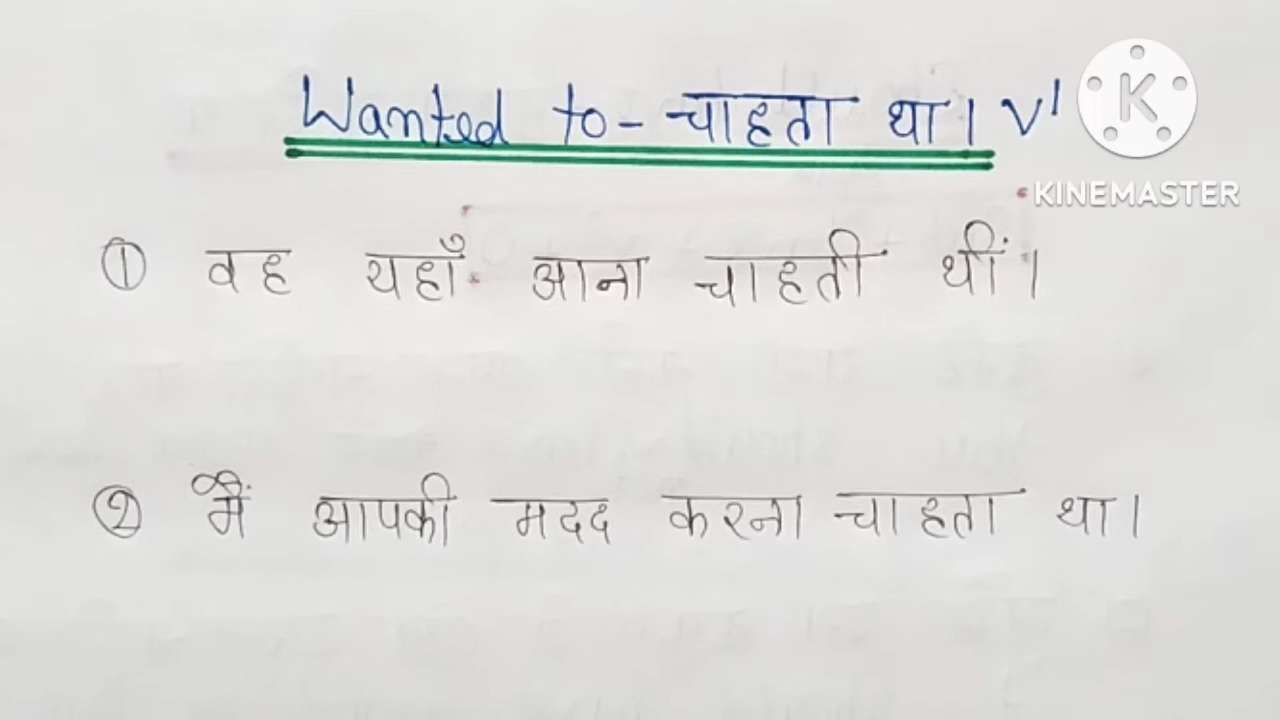 Wanted to - चाहता था। V¹
K
KINEMASTER
① वह यहाँ आना चाहती थीं।
② मैं आपकी मदद करना चाहता था।